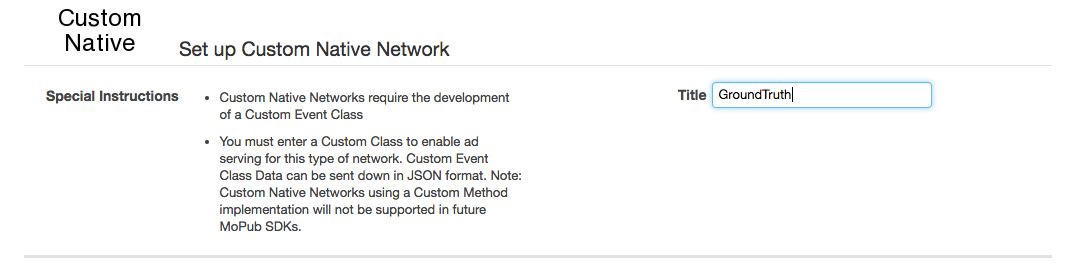 Custom
Native
Set up Custom Native Network
Special Instructions
• Custom Native Networks require the development
of a Custom Event Class
• You must enter a Custom Class to enable ad
serving for this type of network. Custom Event
Class Data can be sent down in JSON format. Note:
Custom Native Networks using a Custom Method
implementation will not be supported in future
MoPub SDKs.
Title
GroundTruth